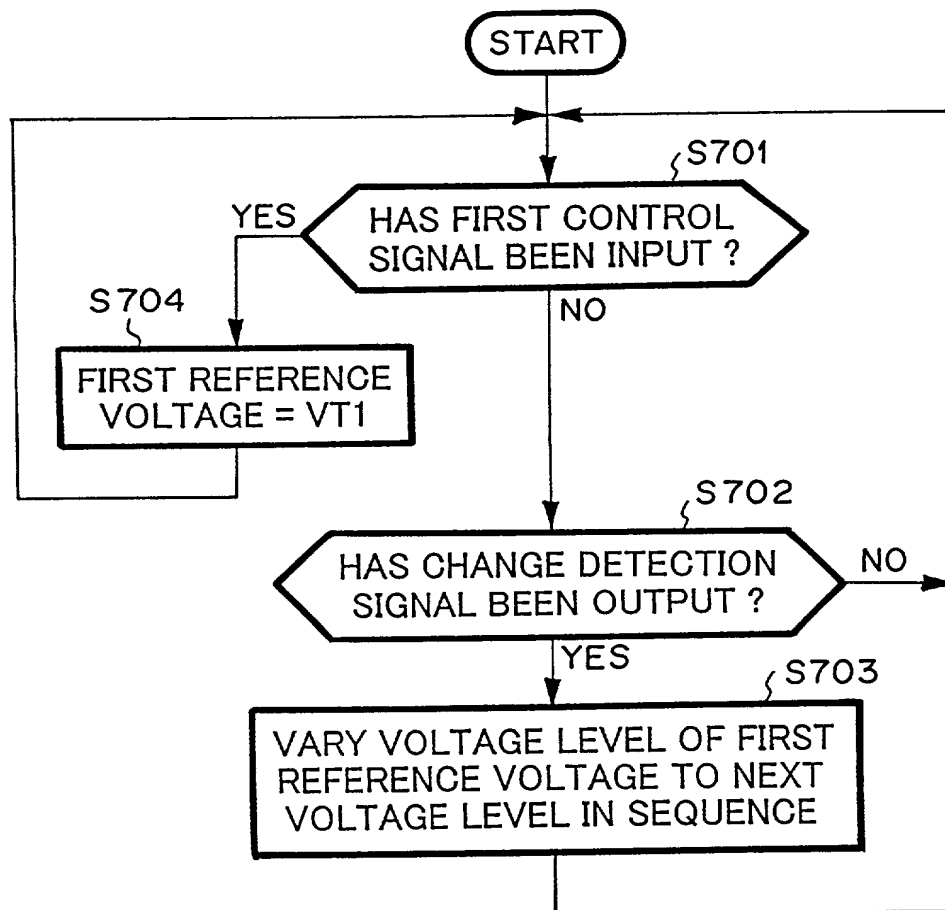 START
S701
HAS FIRST CONTROL
SIGNAL BEEN INPUT ?
YES
NO
S704
FIRST REFERENCE
VOLTAGE = VT1
S702
HAS CHANGE DETECTION
SIGNAL BEEN OUTPUT ?
NO
YES
S703
VARY VOLTAGE LEVEL OF FIRST
REFERENCE VOLTAGE TO NEXT
VOLTAGE LEVEL IN SEQUENCE